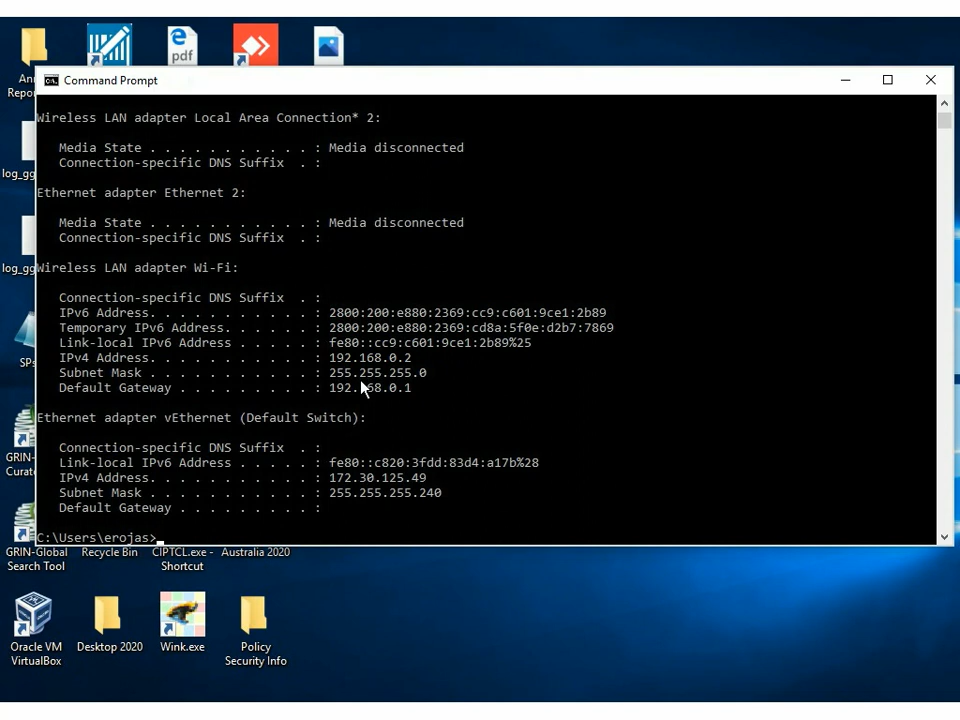 pdf
Command Prompt
Wireless LAN adapter Local Area Connection* 2:
Media State . . . . . . . . . . . : Media disconnected
Connection-specific DNS Suffix  . :
Ethernet adapter Ethernet 2:
Media State . . . . . . . . . . . : Media disconnected
Connection-specific DNS Suffix  . :
Wireless LAN adapter Wi-Fi:
Connection-specific DNS Suffix  . :
IPv6 Address. . . . . . . . . . . : 2800:200:e880:2369:cc9:c601:9ce1:2b89
Temporary IPv6 Address. . . . . . : 2800:200:e880:2369:cd8a:5f0e:d2b7:7869
Link-local IPv6 Address . . . . . : fe80::cc9:c601:9ce1:2b89%25
IPv4 Address. . . . . . . . . . . : 192.168.0.2
Subnet Mask . . . . . . . . . . . : 255.255.255.0
Default Gateway . . . . . . . . . : 192.168.0.1
Ethernet adapter vEthernet (Default Switch):
Connection-specific DNS Suffix  . :
Link-local IPv6 Address . . . . . : fe80::c820:3fdd:83d4:a17b%28
IPv4 Address. . . . . . . . . . . : 172.30.125.49
Subnet Mask . . . . . . . . . . . : 255.255.255.240
Default Gateway . . . . . . . . . :
C:\Users\erojas>
log_gg
log_gg
SPs
GRIN-
Curato
GRIN-Global
Search Tool
Recycle Bin
CIPTCL.exe -
Shortcut
Australia 2020
Oracle VM
VirtualBox
Desktop 2020
Wink.exe
Policy
Security Info